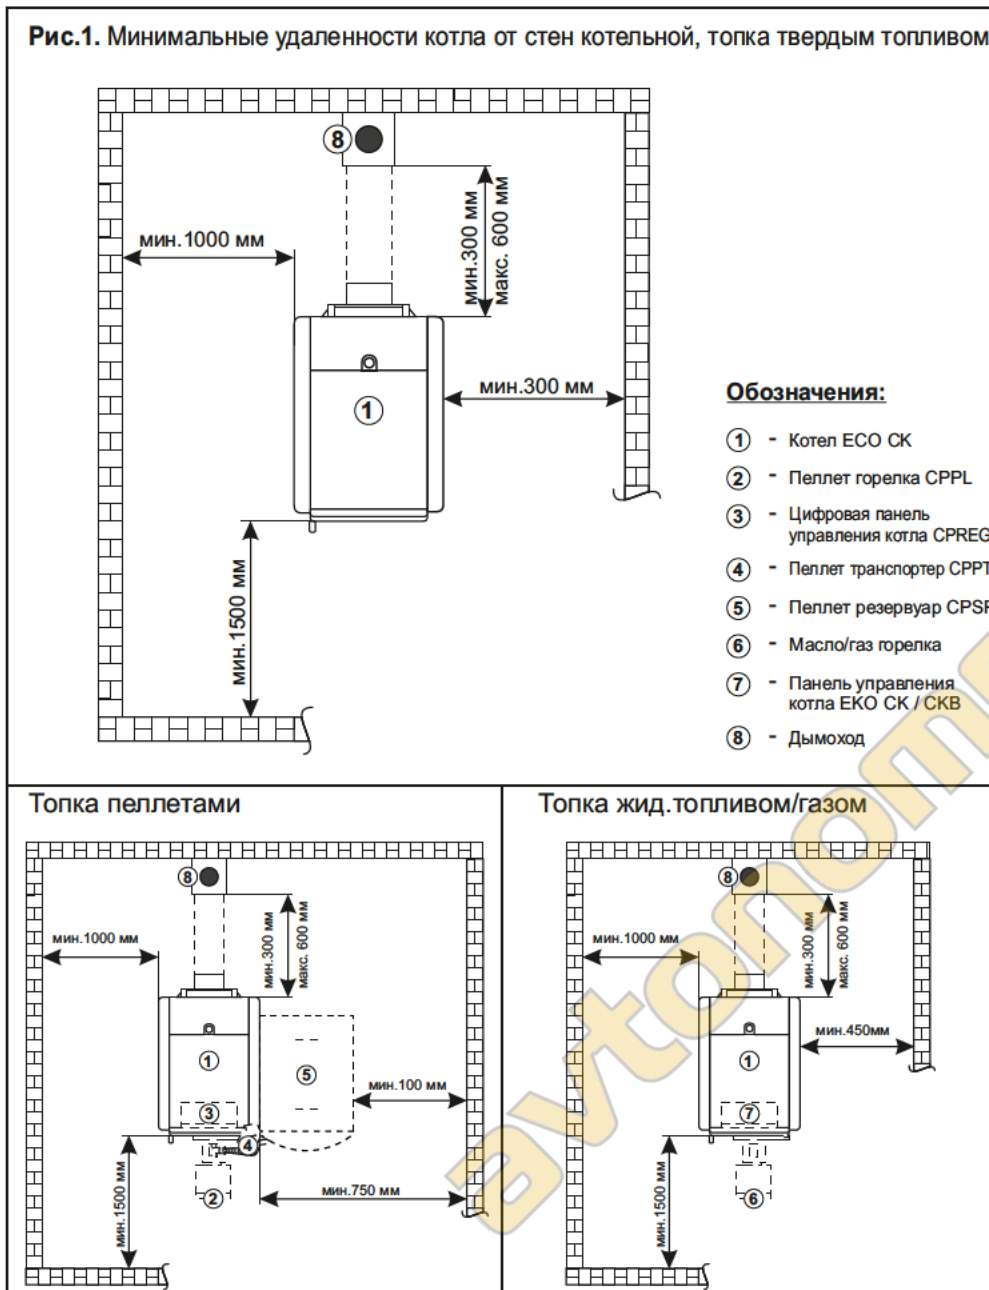 Рис.1. Минимальные удаленности котла от стен котельной, топка твердым топливом
8
мин.1000 мм
мин.300 мм
макс. 600 мм
1
мин.300 мм
мин.1500 мм
Обозначения:
1 - Котел ECO CK
2 - Пеллет горелка CPPL
3 - Цифровая панель
управления котла CPREG
4 - Пеллет транспортер CPPT
5 - Пеллет резервуар CPSP
6 - Масло/газ горелка
7 - Панель управления
котла EKO CK / CKB
8 - Дымоход
Топка пеллетами
8
мин.1000 мм
мин.300 мм
макс. 600 мм
1
5
мин.100 мм
3
4
2
мин.750 мм
мин.1500 мм
Топка жид.топливом/газом
8
мин.1000 мм
мин.300 мм
макс. 600 мм
мин.450мм
1
7
6
мин.1500 мм
avtonom